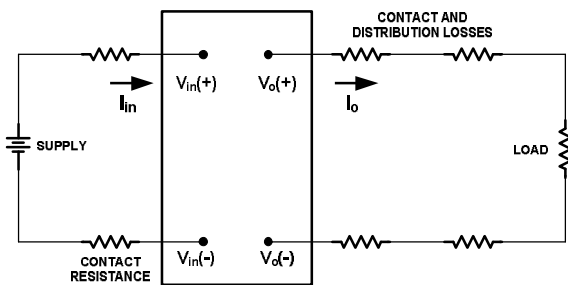 CONTACT AND
DISTRIBUTION LOSSES
Vin(+)
Vo(+)
Iin
Io
SUPPLY
LOAD
CONTACT
RESISTANCE
Vin(-)
Vo(-)